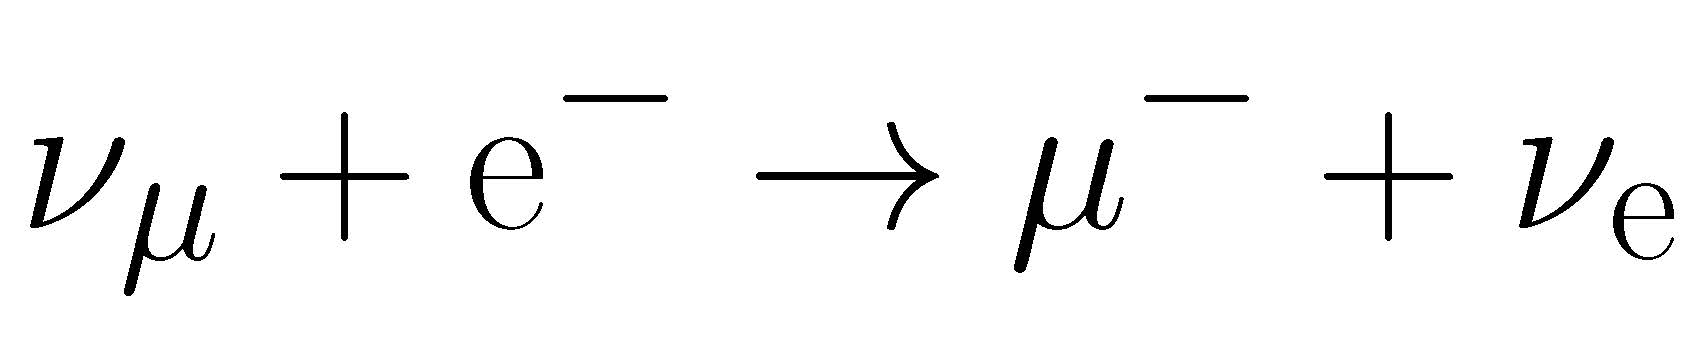 ν_μ + e⁻ → μ⁻ + ν_e